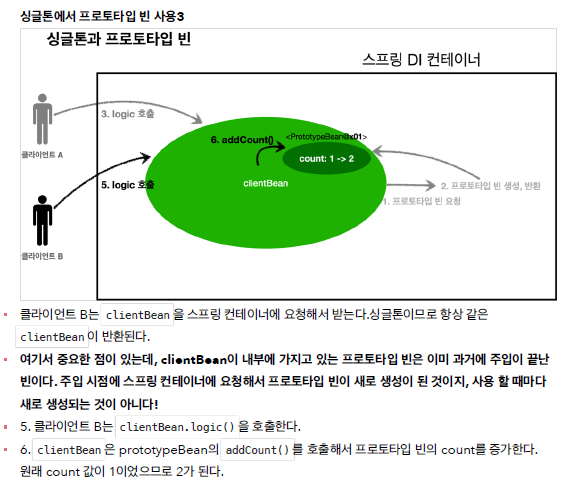 싱글톤에서 프로토타입 빈 사용3
싱글톤과 프로토타입 빈
스프링 DI 컨테이너
3. logic 호출
클라이언트 A
6. addCount()
<PrototypeBean@x01>
count: 1 -> 2
clientBean
5. logic 호출
2. 프로토타입 빈 생성, 반환
1. 프로토타입 빈 요청
클라이언트 B
클라이언트 B는 clientBean 을 스프링 컨테이너에 요청해서 받는다.싱글톤이므로 항상 같은
clientBean 이 반환된다.
여기서 중요한 점이 있는데, clientBean이 내부에 가지고 있는 프로토타입 빈은 이미 과거에 주입이 끝난
빈이다. 주입 시점에 스프링 컨테이너에 요청해서 프로토타입 빈이 새로 생성이 된 것이지, 사용 할 때마다
새로 생성되는 것이 아니다!
5. 클라이언트 B는 clientBean.logic() 을 호출한다.
6. clientBean 은 prototypeBean의 addCount() 를 호출해서 프로토타입 빈의 count를 증가한다.
원래 count 값이 1이었으므로 2가 된다.